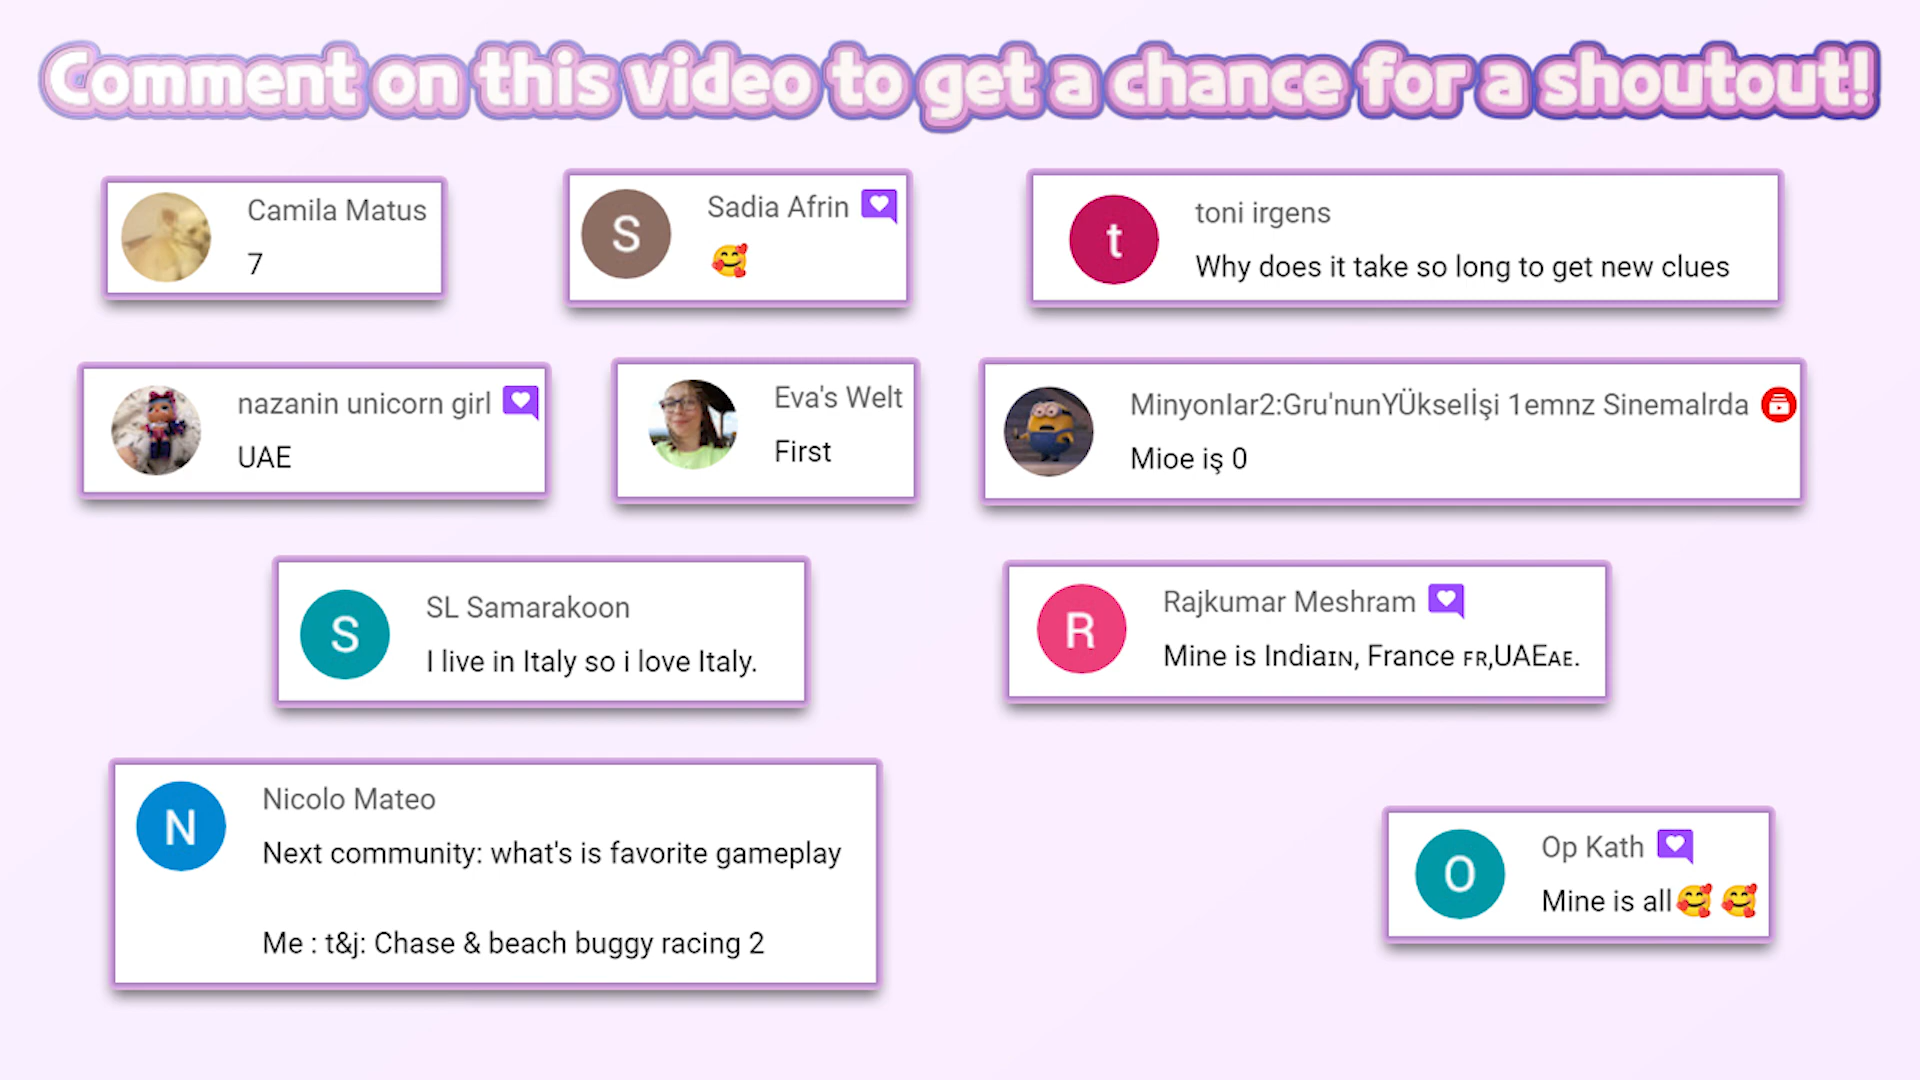 Comment on this video to get a chance for a shoutout!
Camila Matus
7
S
Sadia Afrin
🥰
t
toni irgens
Why does it take so long to get new clues
nazanin unicorn girl
UAE
Eva's Welt
First
Minyonlar2:Gru'nunYÜkselİşi 1emnz Sinemalrda
Mioe iş 0
S
SL Samarakoon
I live in Italy so i love Italy.
R
Rajkumar Meshram
Mine is Indiaɪɴ, France ғʀ,UAEᴀᴇ.
N
Nicolo Mateo
Next community: what's is favorite gameplay
Me : t&j: Chase & beach buggy racing 2
O
Op Kath
Mine is all🥰 🥰